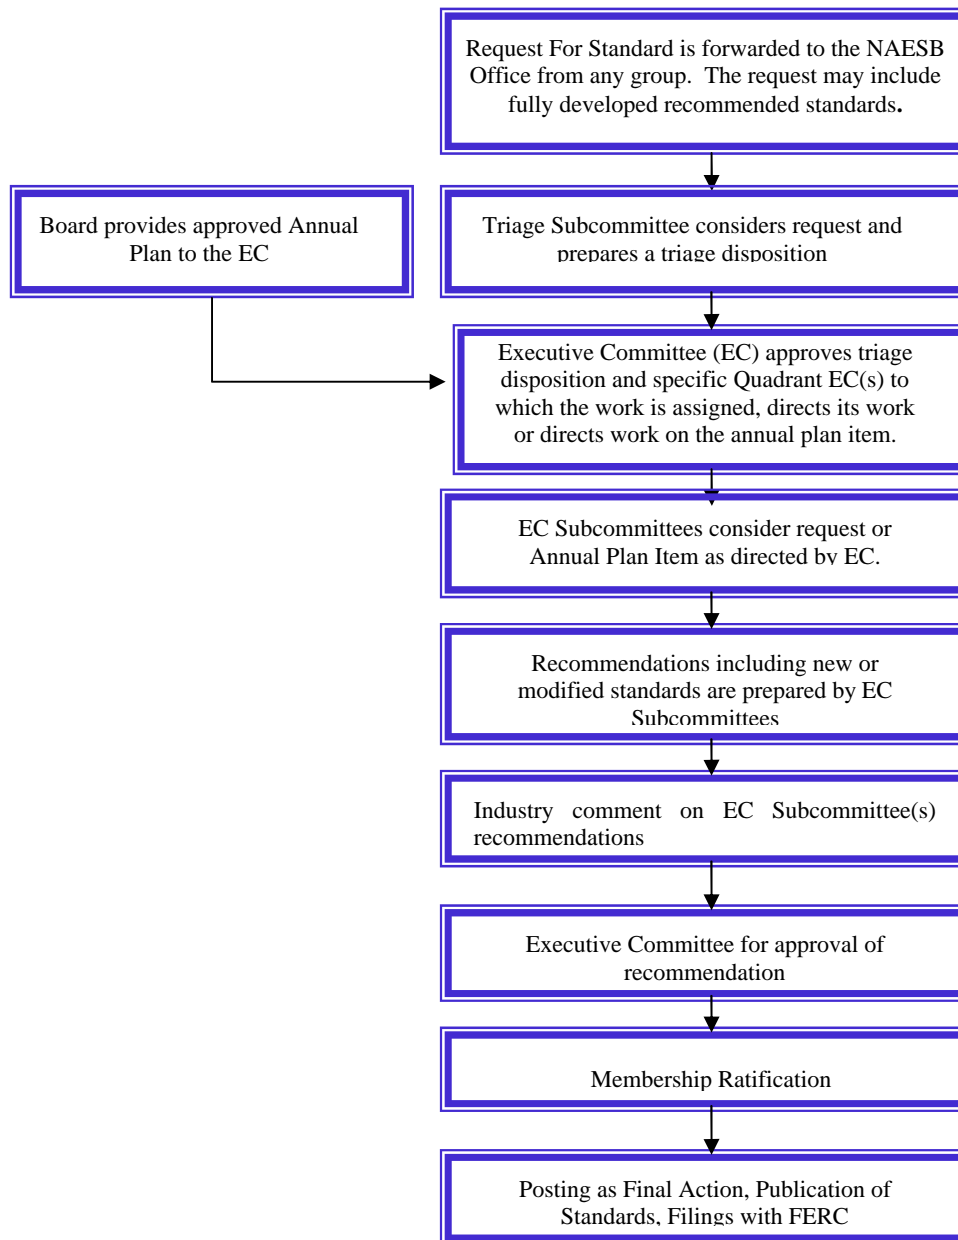 Request For Standard is forwarded to the NAESB
Office from any group. The request may include
fully developed recommended standards.
Board provides approved Annual
Plan to the EC
Triage Subcommittee considers request and
prepares a triage disposition
Executive Committee (EC) approves triage
disposition and specific Quadrant EC(s) to
which the work is assigned, directs its work
or directs work on the annual plan item.
EC Subcommittees consider request or
Annual Plan Item as directed by EC.
Recommendations including new or
modified standards are prepared by EC
Subcommittees
Industry comment on EC Subcommittee(s)
recommendations
Executive Committee for approval of
recommendation
Membership Ratification
Posting as Final Action, Publication of
Standards, Filings with FERC